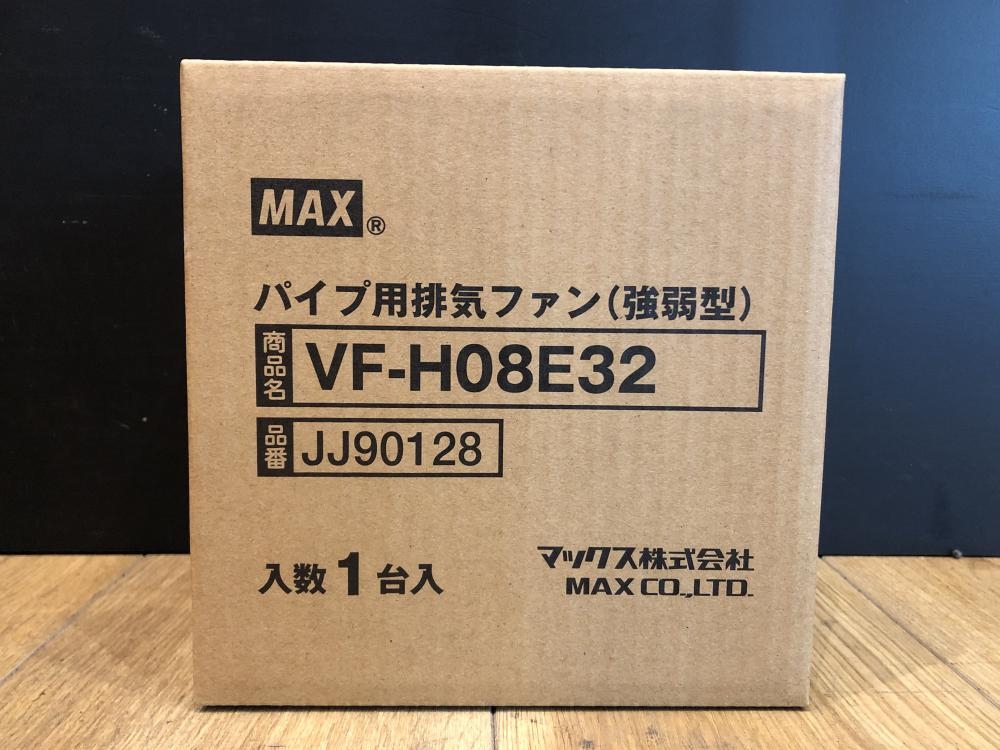 MAX®
パイプ用排気ファン(強弱型)
商品名 VF-H08E32
品番 JJ90128
入数1台入
マックス株式会社
MAX CO.,LTD.